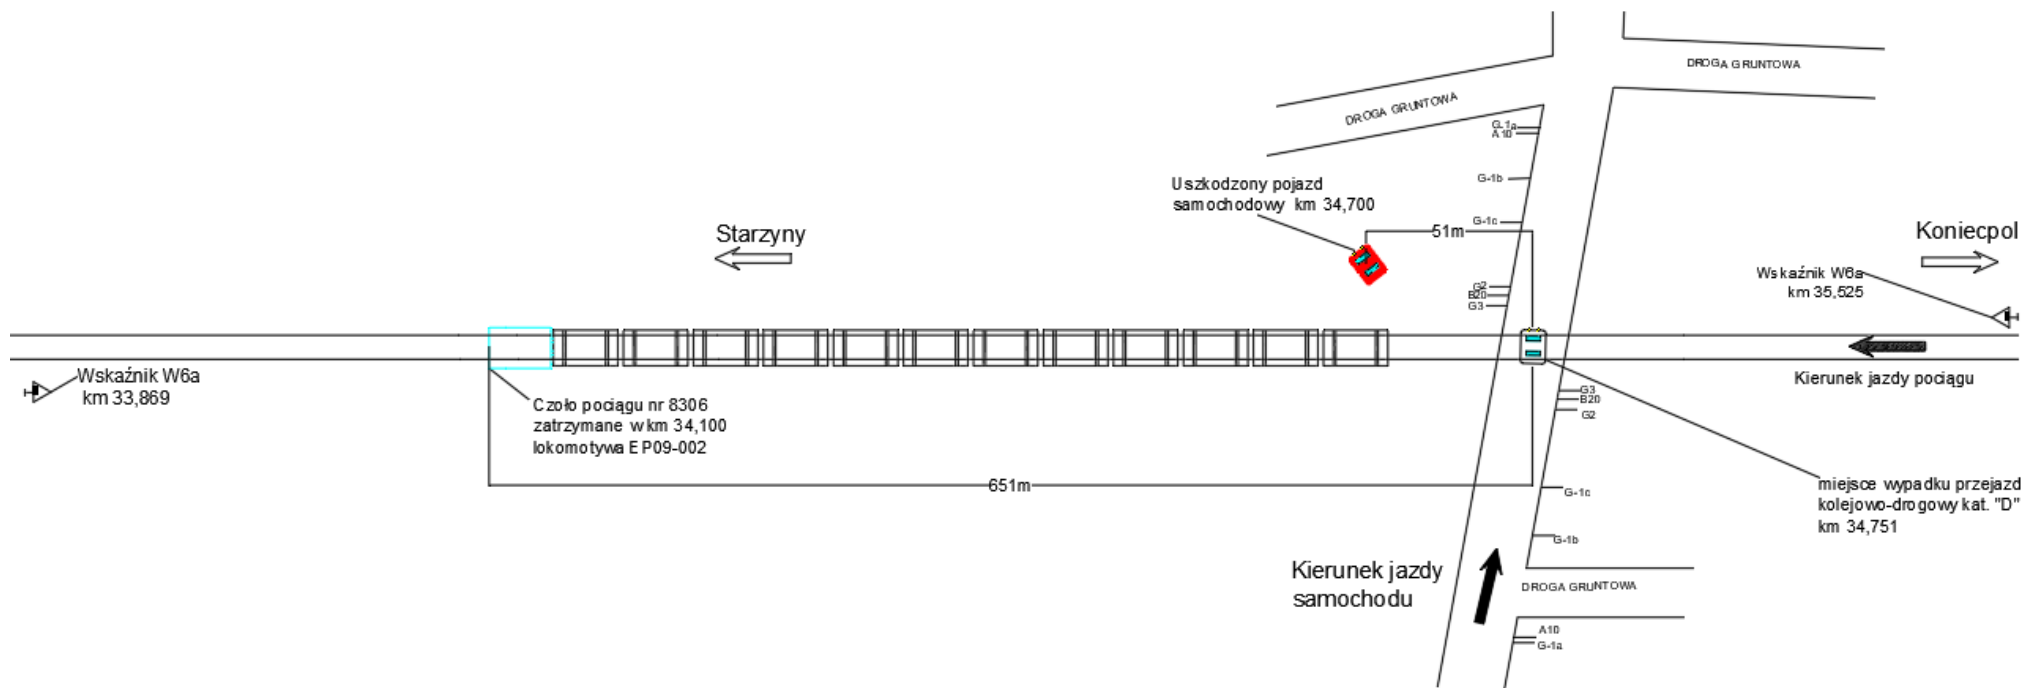 DROGA GRUNTOWA
DROGA GRUNTOWA
G-1a
A10
G-1b
Uszkodzony pojazd
samochodowy km 34,700
G-1c
51m
Starzyny
Koniecpol
Wskaźnik W6a
km 35,525
G2
B20
G3
Kierunek jazdy pociągu
Wskaźnik W6a
km 33,869
Czoło pociągu nr 8306
zatrzymane w km 34,100
lokomotywa EP09-002
G3
B20
G2
651m
G-1c
miejsce wypadku przejazd
kolejowo-drogowy kat. "D"
km 34,751
G-1b
Kierunek jazdy
samochodu
DROGA GRUNTOWA
A10
G-1a